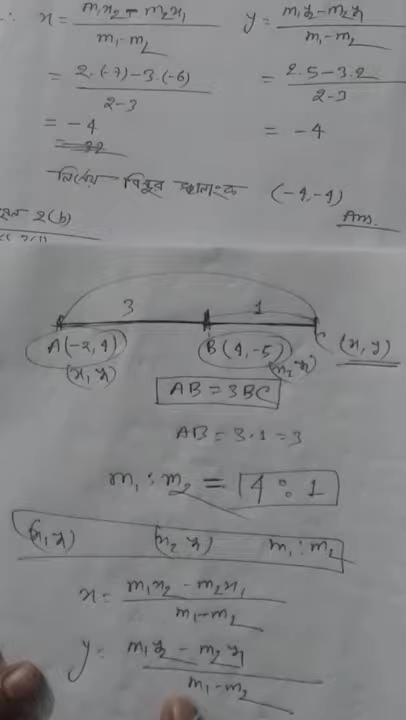 ∴ x = (m₁x₂ − m₂x₁)/(m₁−m₂) y = (m₁y₂ − m₂y₁)/(m₁−m₂)
= (2·(-7)−3·(-6))/(2−3) = (2.5−3.2)/(2−3)
= −4 = −4
নির্ণেয় বিন্দুর স্থানাংক (−4,−4)
Ans.
2(b)
3 1
A(−2,4) B(4,−5) C (x,y)
(x₁ y₁) (x₂ y₂)
AB = 3BC
AB = 3·1 = 3
m₁ : m₂ = 4 : 1
(x₁ y₁) (x₂ y₂) m₁ : m₂
x = (m₁x₂ − m₂x₁)/(m₁−m₂)
y = (m₁y₂ − m₂y₁)/(m₁−m₂)